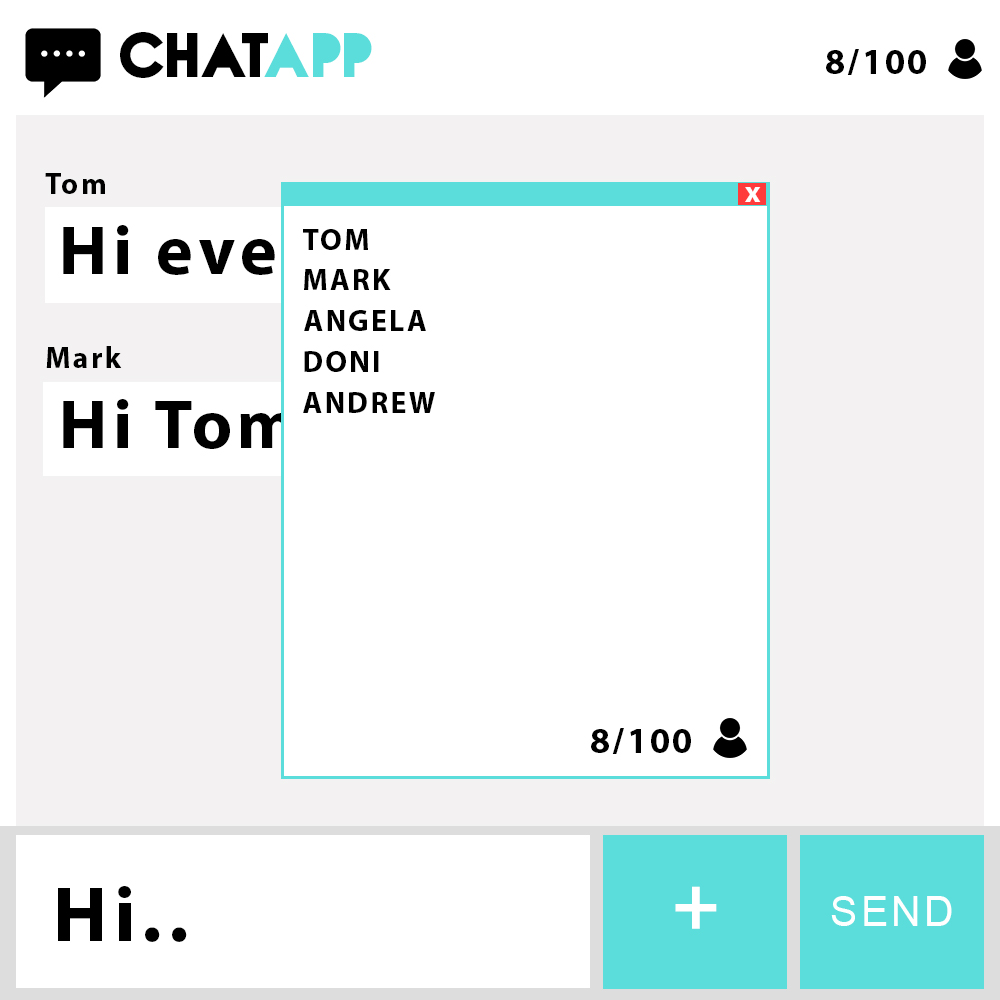 CHATAPP
8/100
Tom
Hi eve
Mark
Hi Tom
X
TOM
MARK
ANGELA
DONI
ANDREW
8/100
Hi..
+
SEND